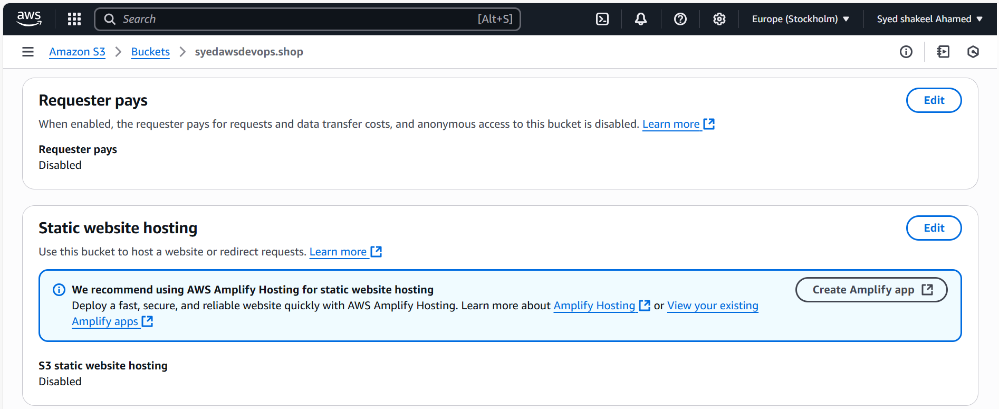 aws
Search [Alt+S]
Europe (Stockholm)
Syed shakeel Ahamed
Amazon S3 > Buckets > syedawsdevops.shop
Requester pays
Edit
When enabled, the requester pays for requests and data transfer costs, and anonymous access to this bucket is disabled. Learn more
Requester pays
Disabled
Static website hosting
Edit
Use this bucket to host a website or redirect requests. Learn more
We recommend using AWS Amplify Hosting for static website hosting
Create Amplify app
Deploy a fast, secure, and reliable website quickly with AWS Amplify Hosting. Learn more about Amplify Hosting or View your existing
Amplify apps
S3 static website hosting
Disabled